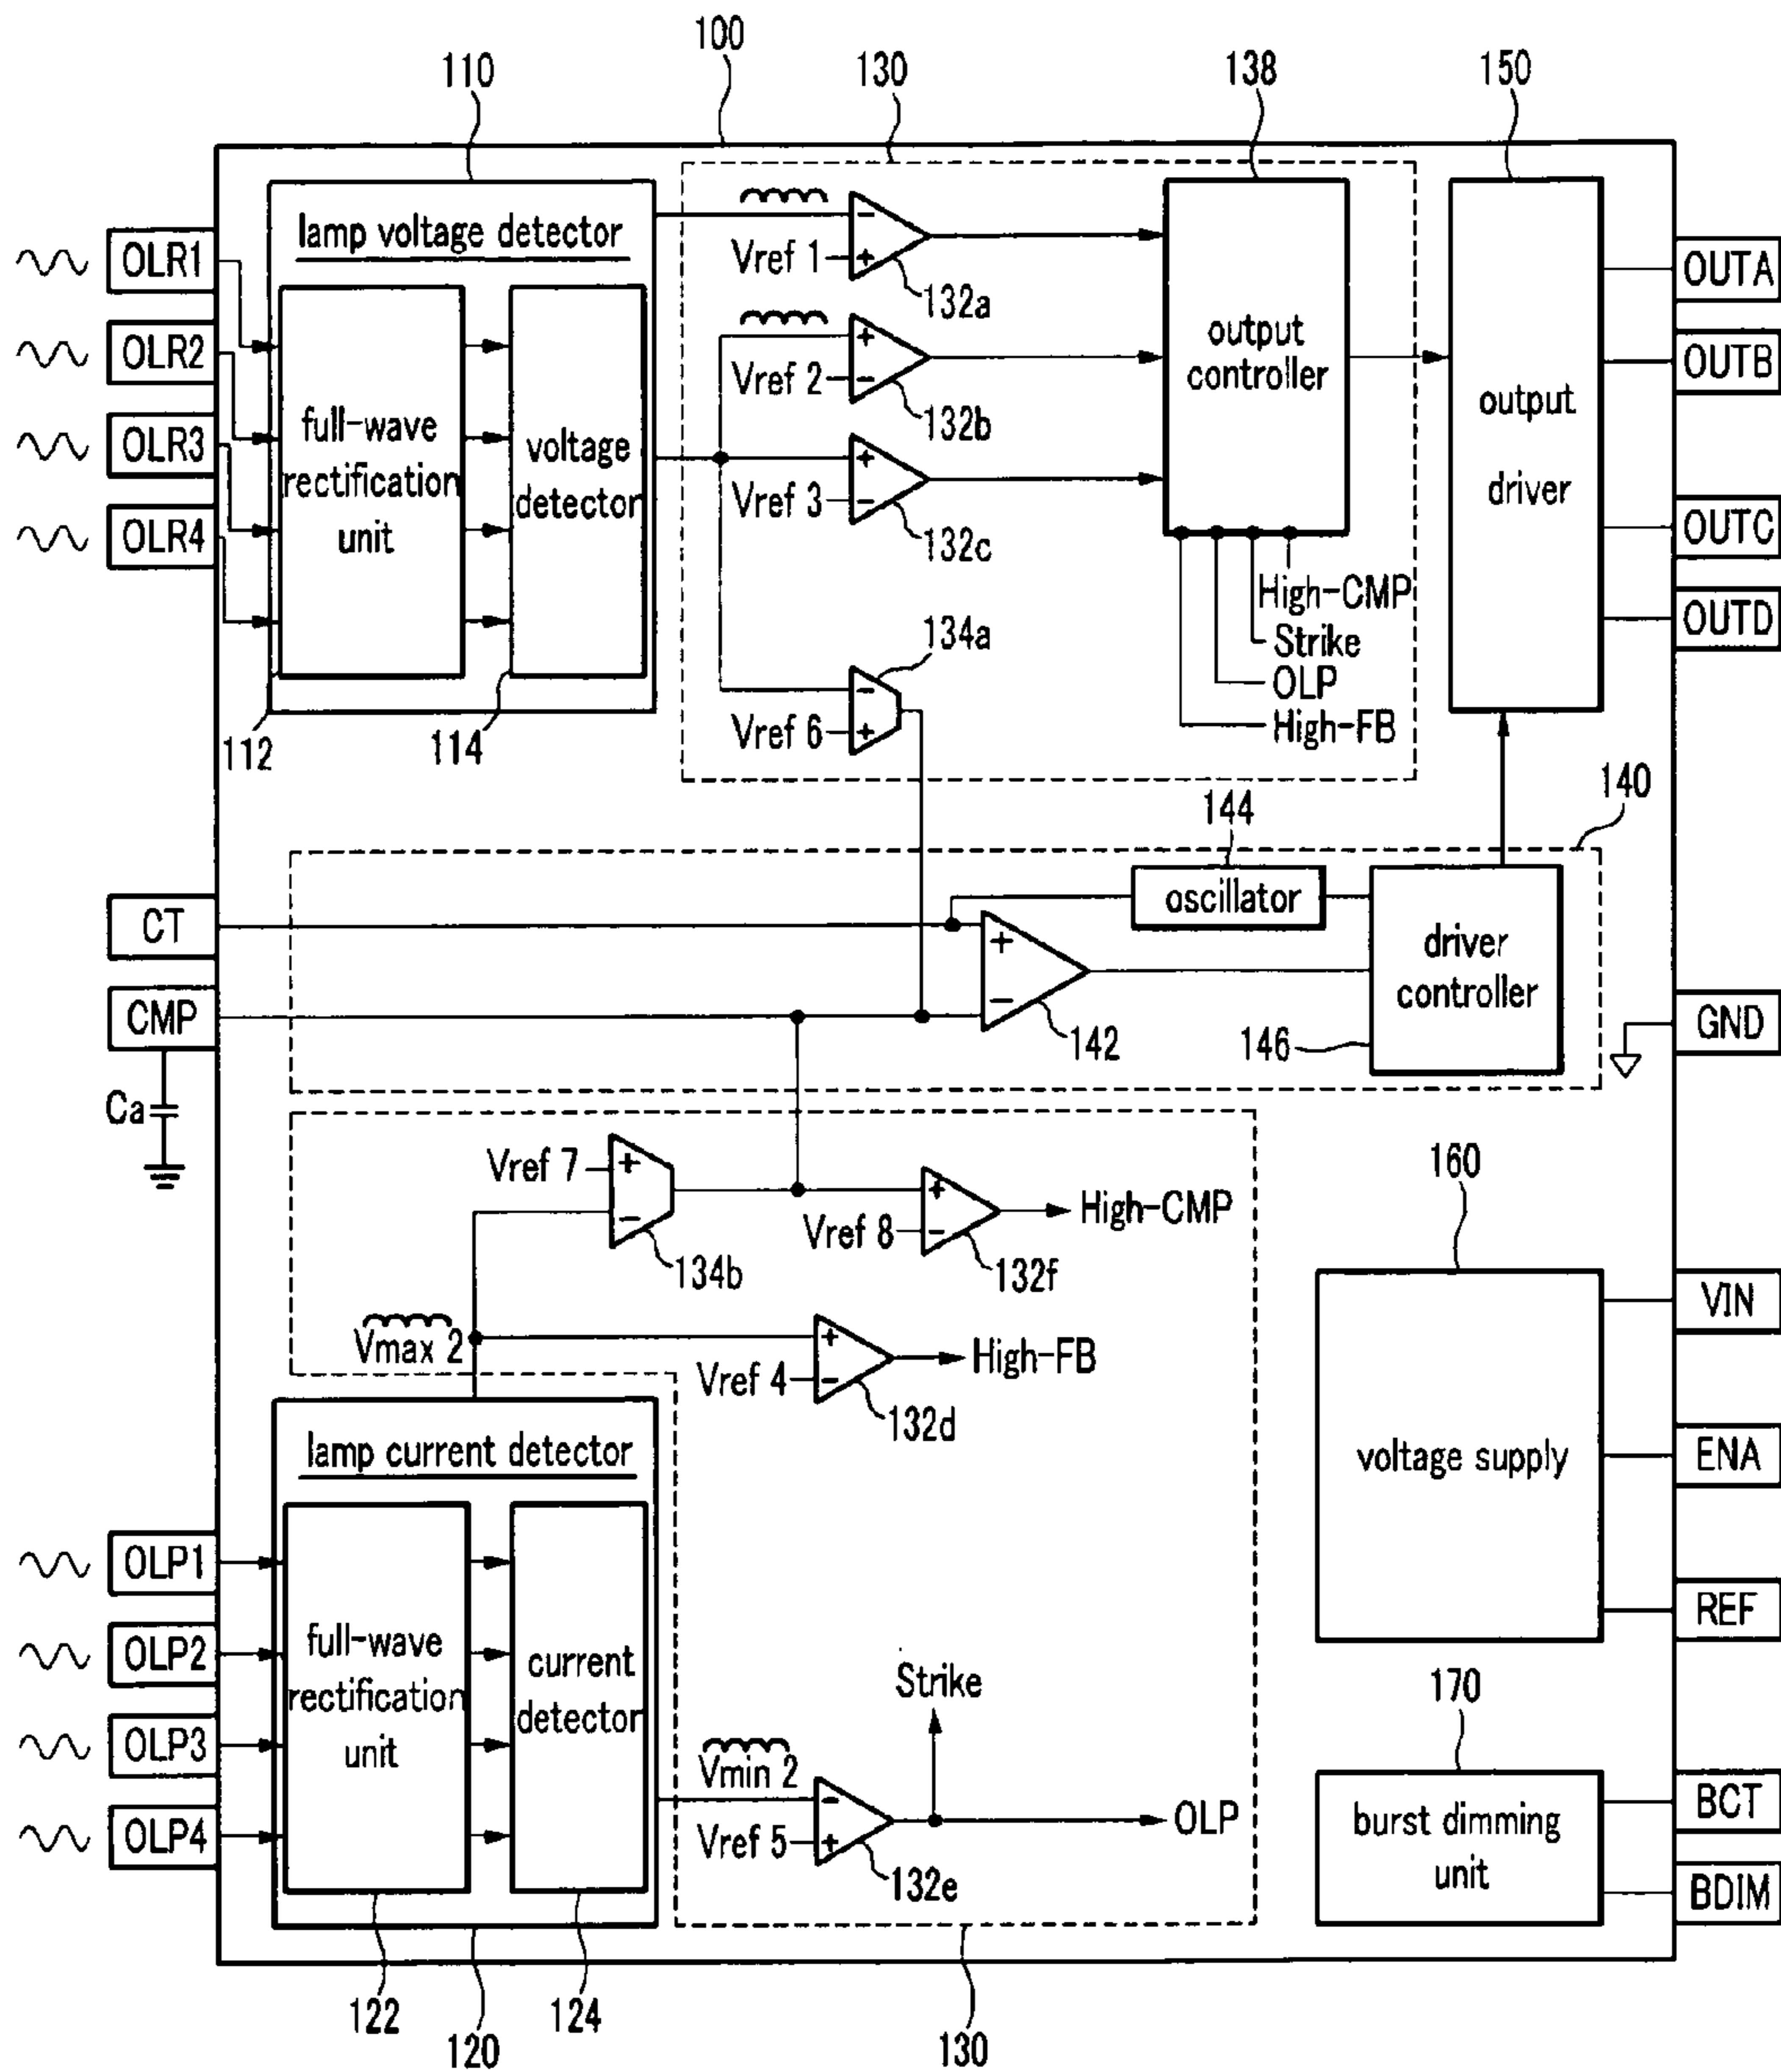 100
110
130
138
150
lamp voltage detector
OLR1
OLR2
OLR3
OLR4
full-wave
rectification
unit
voltage
detector
112
114
Vref 1
132a
Vref 2
132b
Vref 3
132c
134a
Vref 6
output
controller
High-CMP
Strike
OLP
High-FB
output
driver
OUTA
OUTB
OUTC
OUTD
140
144
oscillator
CT
CMP
Ca
142
driver
controller
146
GND
Vref 7
134b
Vref 8
132f
High-CMP
Vmax 2
Vref 4
132d
High-FB
160
voltage supply
VIN
ENA
REF
lamp current detector
OLP1
OLP2
OLP3
OLP4
full-wave
rectification
unit
current
detector
Strike
Vmin 2
Vref 5
132e
OLP
170
burst dimming
unit
BCT
BDIM
122
120
124
130